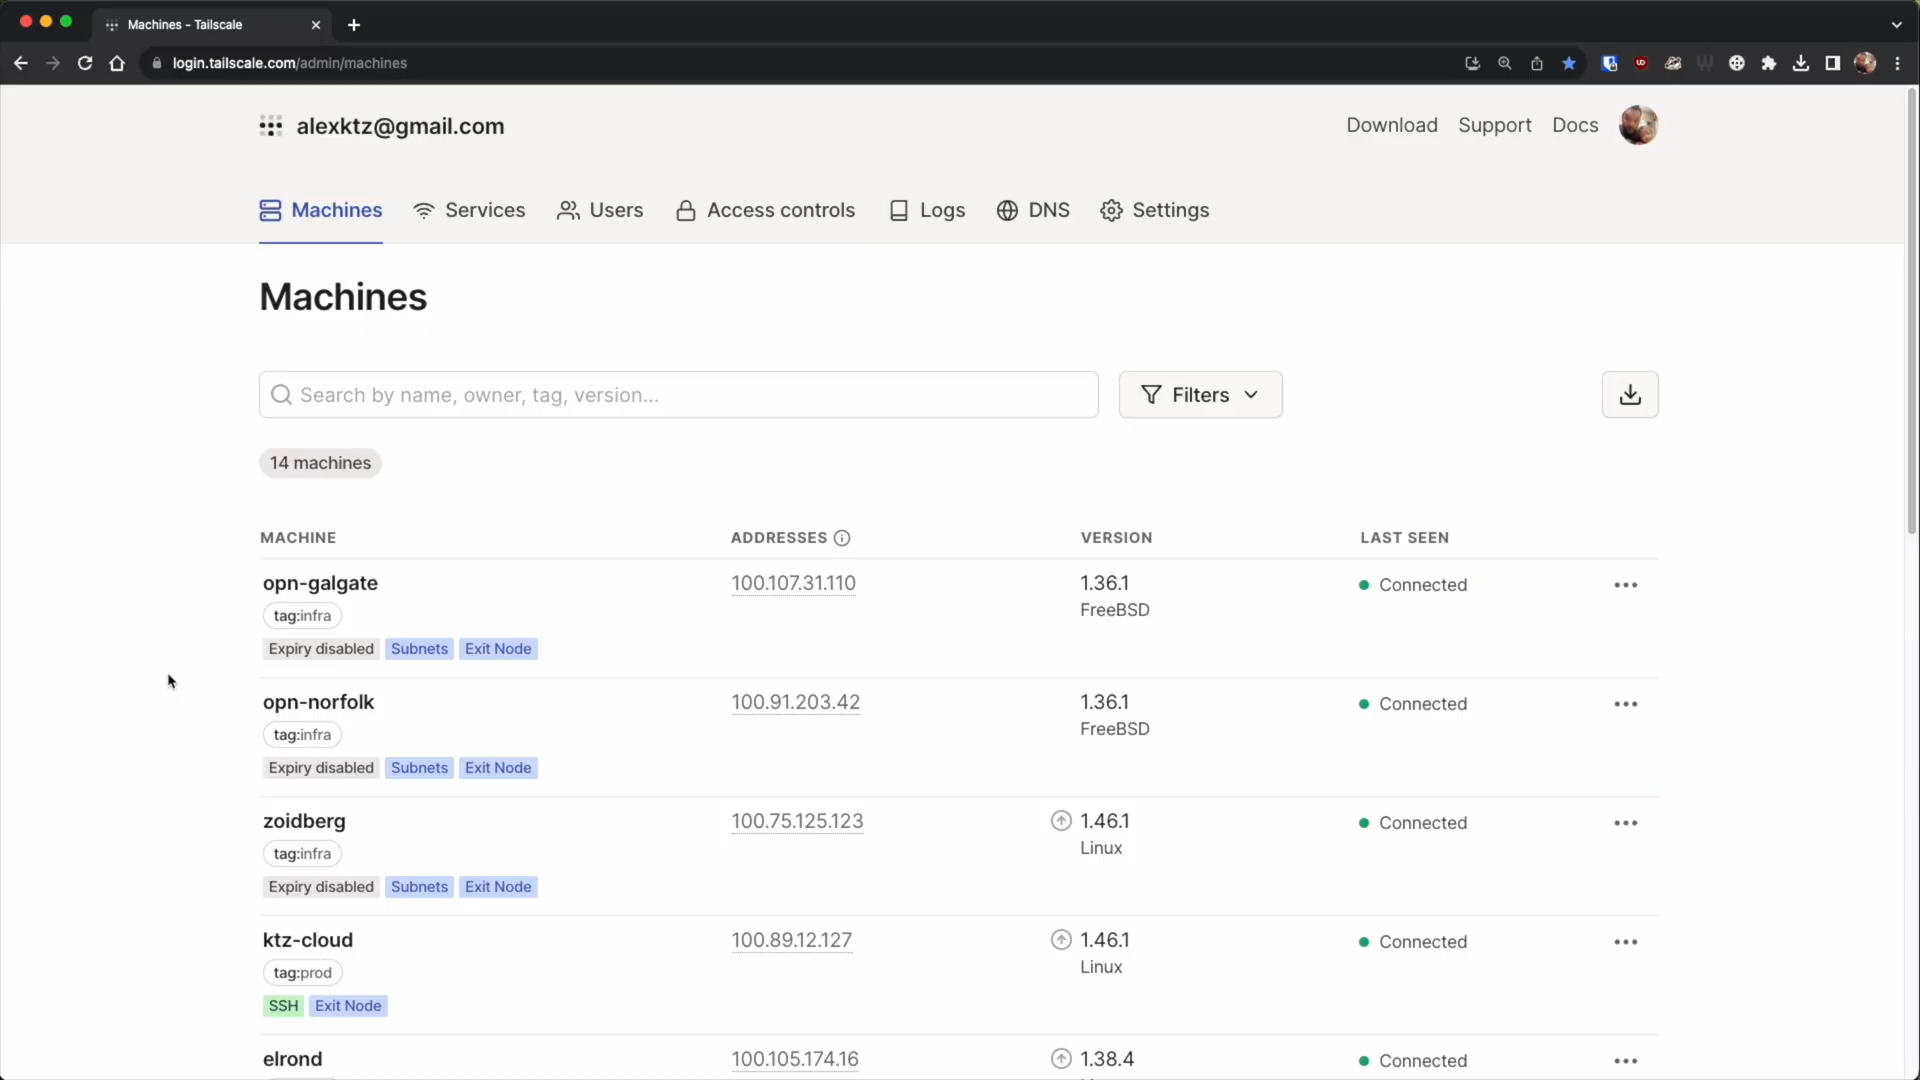 Machines - Tailscale
login.tailscale.com/admin/machines
alexktz@gmail.com
Download Support Docs
Machines Services Users Access controls Logs DNS Settings
Machines
Search by name, owner, tag, version...
Filters
14 machines
MACHINE ADDRESSES VERSION LAST SEEN
opn-galgate 100.107.31.110 1.36.1 Connected
tag:infra FreeBSD
Expiry disabled Subnets Exit Node
opn-norfolk 100.91.203.42 1.36.1 Connected
tag:infra FreeBSD
Expiry disabled Subnets Exit Node
zoidberg 100.75.125.123 1.46.1 Connected
tag:infra Linux
Expiry disabled Subnets Exit Node
ktz-cloud 100.89.12.127 1.46.1 Connected
tag:prod Linux
SSH Exit Node
elrond 100.105.174.16 1.38.4 Connected